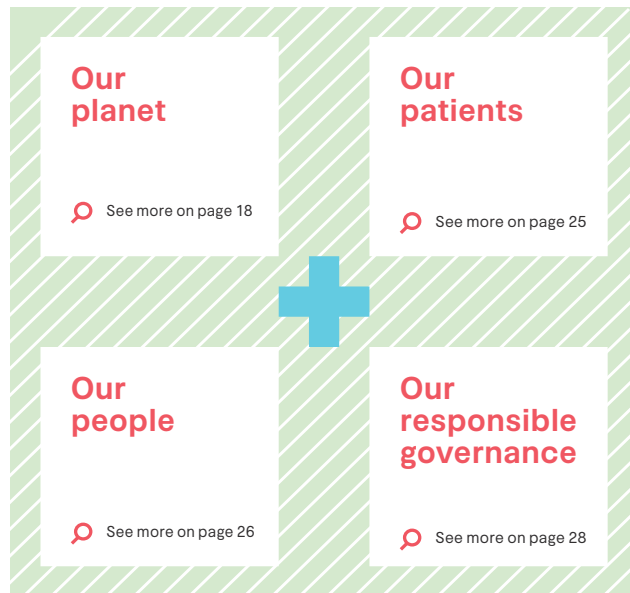 Our
planet
See more on page 18
Our
patients
See more on page 25
Our
people
See more on page 26
Our
responsible
governance
See more on page 28